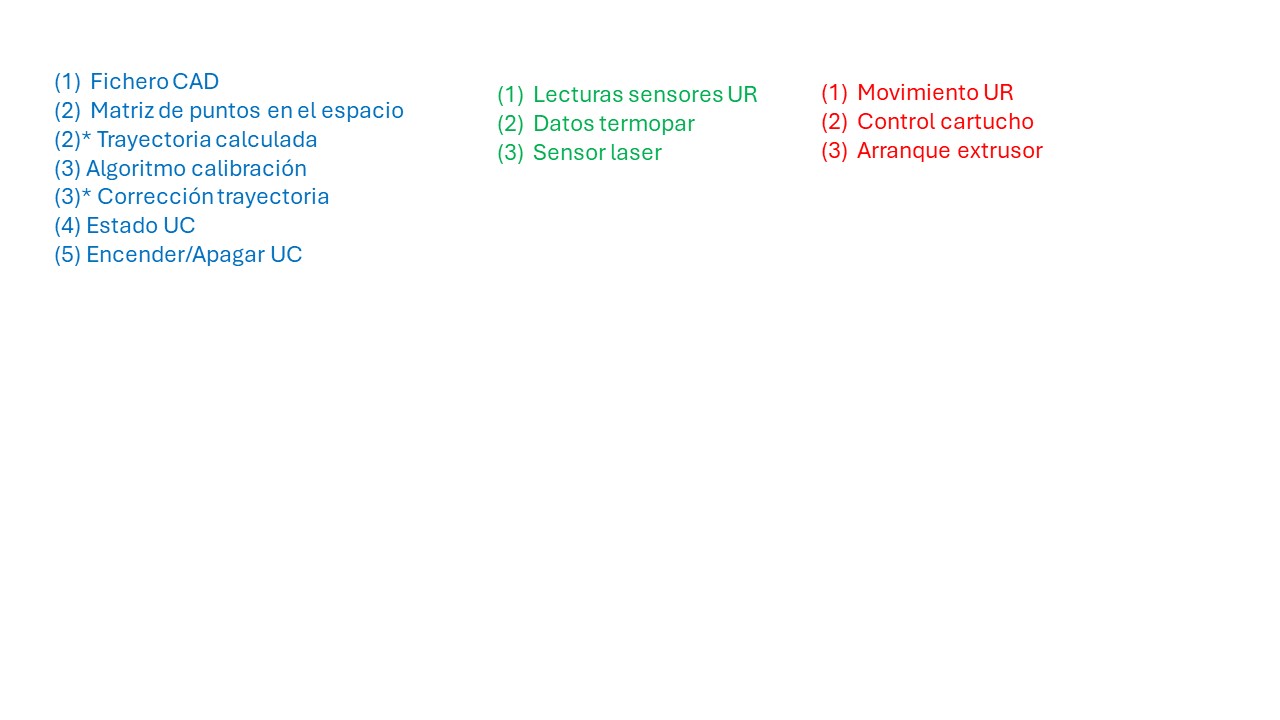 (1) Fichero CAD
(2) Matriz de puntos en el espacio
(2)* Trayectoria calculada
(3) Algoritmo calibración
(3)* Corrección trayectoria
(4) Estado UC
(5) Encender/Apagar UC
(1) Lecturas sensores UR
(2) Datos termopar
(3) Sensor laser
(1) Movimiento UR
(2) Control cartucho
(3) Arranque extrusor